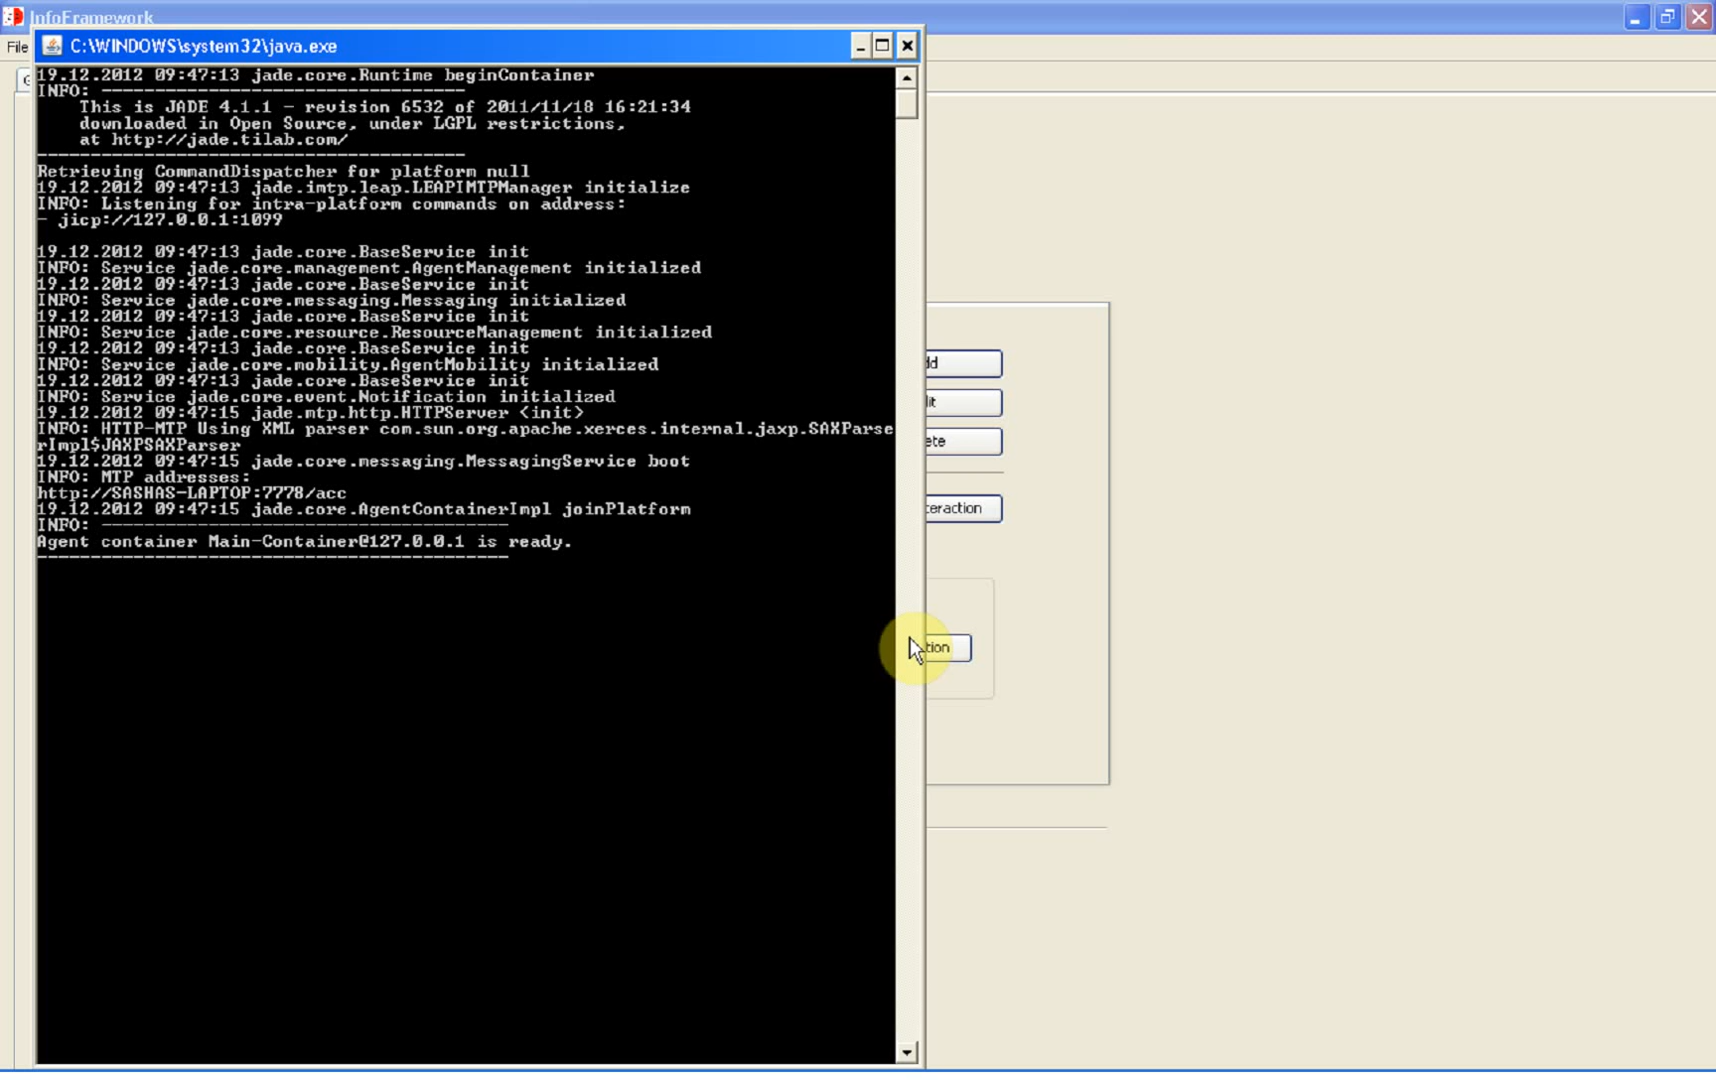 InfoFramework
File
C:\WINDOWS\system32\java.exe
19.12.2012 09:47:13 jade.core.Runtime beginContainer
INFO: ----------------------------------
This is JADE 4.1.1 - revision 6532 of 2011/11/18 16:21:34
downloaded in Open Source, under LGPL restrictions,
at http://jade.tilab.com/
----------------------------------------
Retrieving CommandDispatcher for platform null
19.12.2012 09:47:13 jade.imtp.leap.LEAPIMTPManager initialize
INFO: Listening for intra-platform commands on address:
- jicp://127.0.0.1:1099
19.12.2012 09:47:13 jade.core.BaseService init
INFO: Service jade.core.management.AgentManagement initialized
19.12.2012 09:47:13 jade.core.BaseService init
INFO: Service jade.core.messaging.Messaging initialized
19.12.2012 09:47:13 jade.core.BaseService init
INFO: Service jade.core.resource.ResourceManagement initialized
19.12.2012 09:47:13 jade.core.BaseService init
INFO: Service jade.core.mobility.AgentMobility initialized
19.12.2012 09:47:13 jade.core.BaseService init
INFO: Service jade.core.event.Notification initialized
19.12.2012 09:47:15 jade.mtp.http.HTTPServer <init>
INFO: HTTP-MTP Using XML parser com.sun.org.apache.xerces.internal.jaxp.SAXParse
rImpl$JAXPSAXParser
19.12.2012 09:47:15 jade.core.messaging.MessagingService boot
INFO: MTP addresses:
http://SASHAS-LAPTOP:7778/acc
19.12.2012 09:47:15 jade.core.AgentContainerImpl joinPlatform
INFO: --------------------------------------
Agent container Main-Container@127.0.0.1 is ready.
--------------------------------------------
dd
lit
ete
teraction
tion